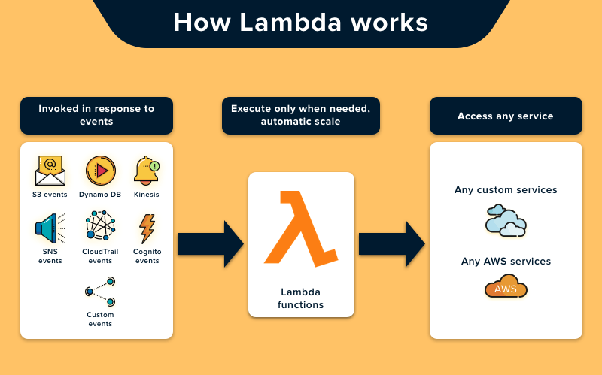 How Lambda works
Invoked in response to
events
S3 events
Dynamo DB
Kinesis
SNS
events
CloudTrail
events
Cognito
events
Custom
events
Execute only when needed,
automatic scale
Lambda
functions
Access any service
Any custom services
Any AWS services
AWS